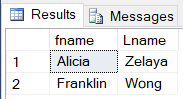 Results Messages
fname Lname
1 Alicia Zelaya
2 Franklin Wong